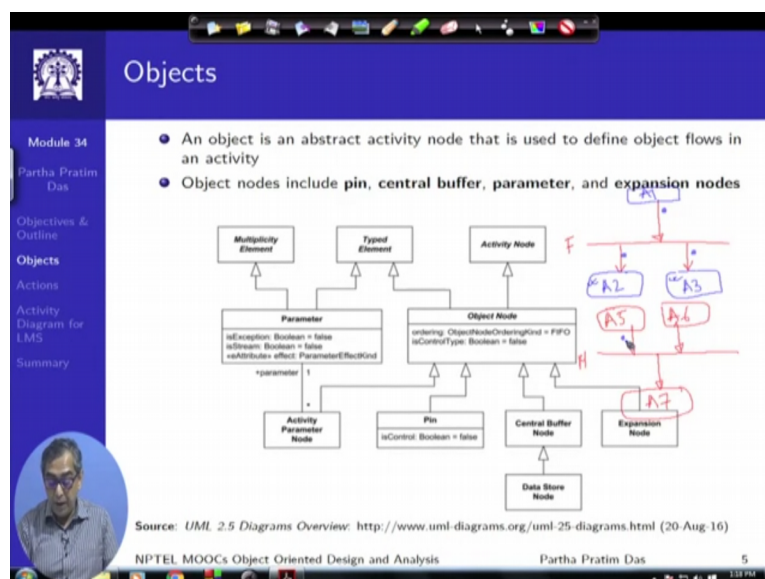 Objects
Module 34
Partha Pratim
Das
Objectives &
Outline
Objects
Actions
Activity
Diagram for
LMS
Summary
An object is an abstract activity node that is used to define object flows in
an activity
Object nodes include pin, central buffer, parameter, and expansion nodes
A1
F
A2
A3
A5
A6
A7
Multiplicity
Element
Typed
Element
Activity Node
Parameter
isException: Boolean = false
isStream: Boolean = false
«eAttribute» effect: ParameterEffectKind
Object Node
ordering: ObjectNodeOrderingKind = FIFO
isControlType: Boolean = false
+parameter 1
*
Activity
Parameter
Node
Pin
isControl: Boolean = false
Central Buffer
Node
Expansion
Node
Data Store
Node
Source: UML 2.5 Diagrams Overview: http://www.uml-diagrams.org/uml-25-diagrams.html (20-Aug-16)
NPTEL MOOCs Object Oriented Design and Analysis
Partha Pratim Das
5
1:18 PM